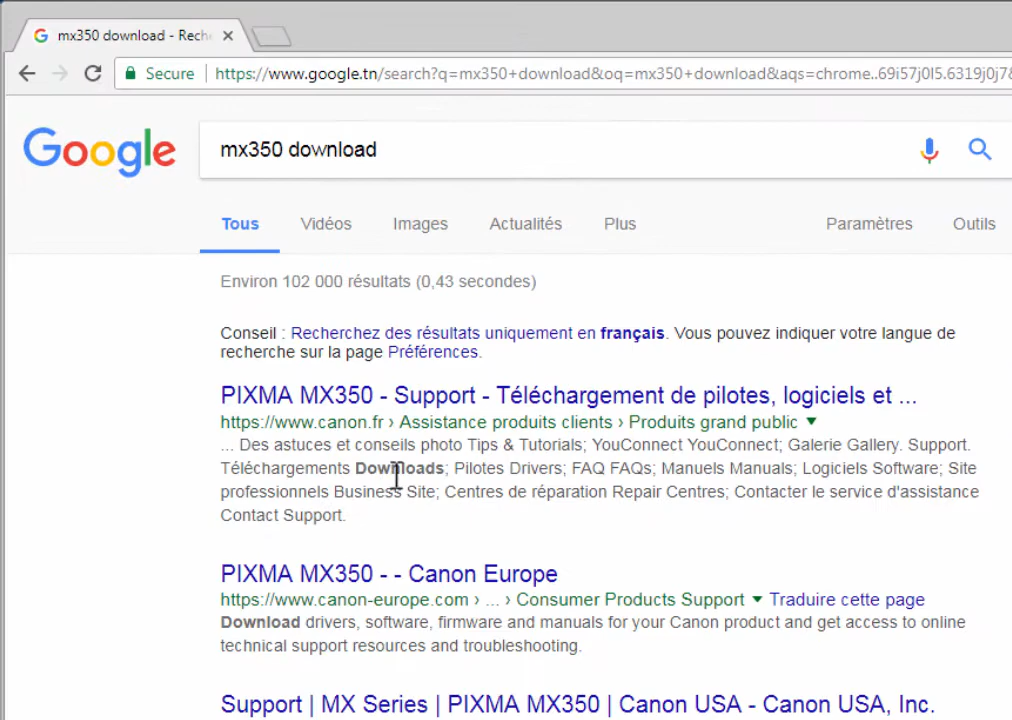 mx350 download - Rech
Secure https://www.google.tn/search?q=mx350+download&oq=mx350+download&aqs=chrome..69i57j0l5.6319j0j7&
Google mx350 download
Tous Vidéos Images Actualités Plus Paramètres Outils
Environ 102 000 résultats (0,43 secondes)
Conseil : Recherchez des résultats uniquement en français. Vous pouvez indiquer votre langue de
recherche sur la page Préférences.
PIXMA MX350 - Support - Téléchargement de pilotes, logiciels et ...
https://www.canon.fr › Assistance produits clients › Produits grand public
... Des astuces et conseils photo Tips & Tutorials; YouConnect YouConnect; Galerie Gallery. Support.
Téléchargements Downloads; Pilotes Drivers; FAQ FAQs; Manuels Manuals; Logiciels Software; Site
professionnels Business Site; Centres de réparation Repair Centres; Contacter le service d'assistance
Contact Support.
PIXMA MX350 - - Canon Europe
https://www.canon-europe.com › ... › Consumer Products Support Traduire cette page
Download drivers, software, firmware and manuals for your Canon product and get access to online
technical support resources and troubleshooting.
Support | MX Series | PIXMA MX350 | Canon USA - Canon USA, Inc.